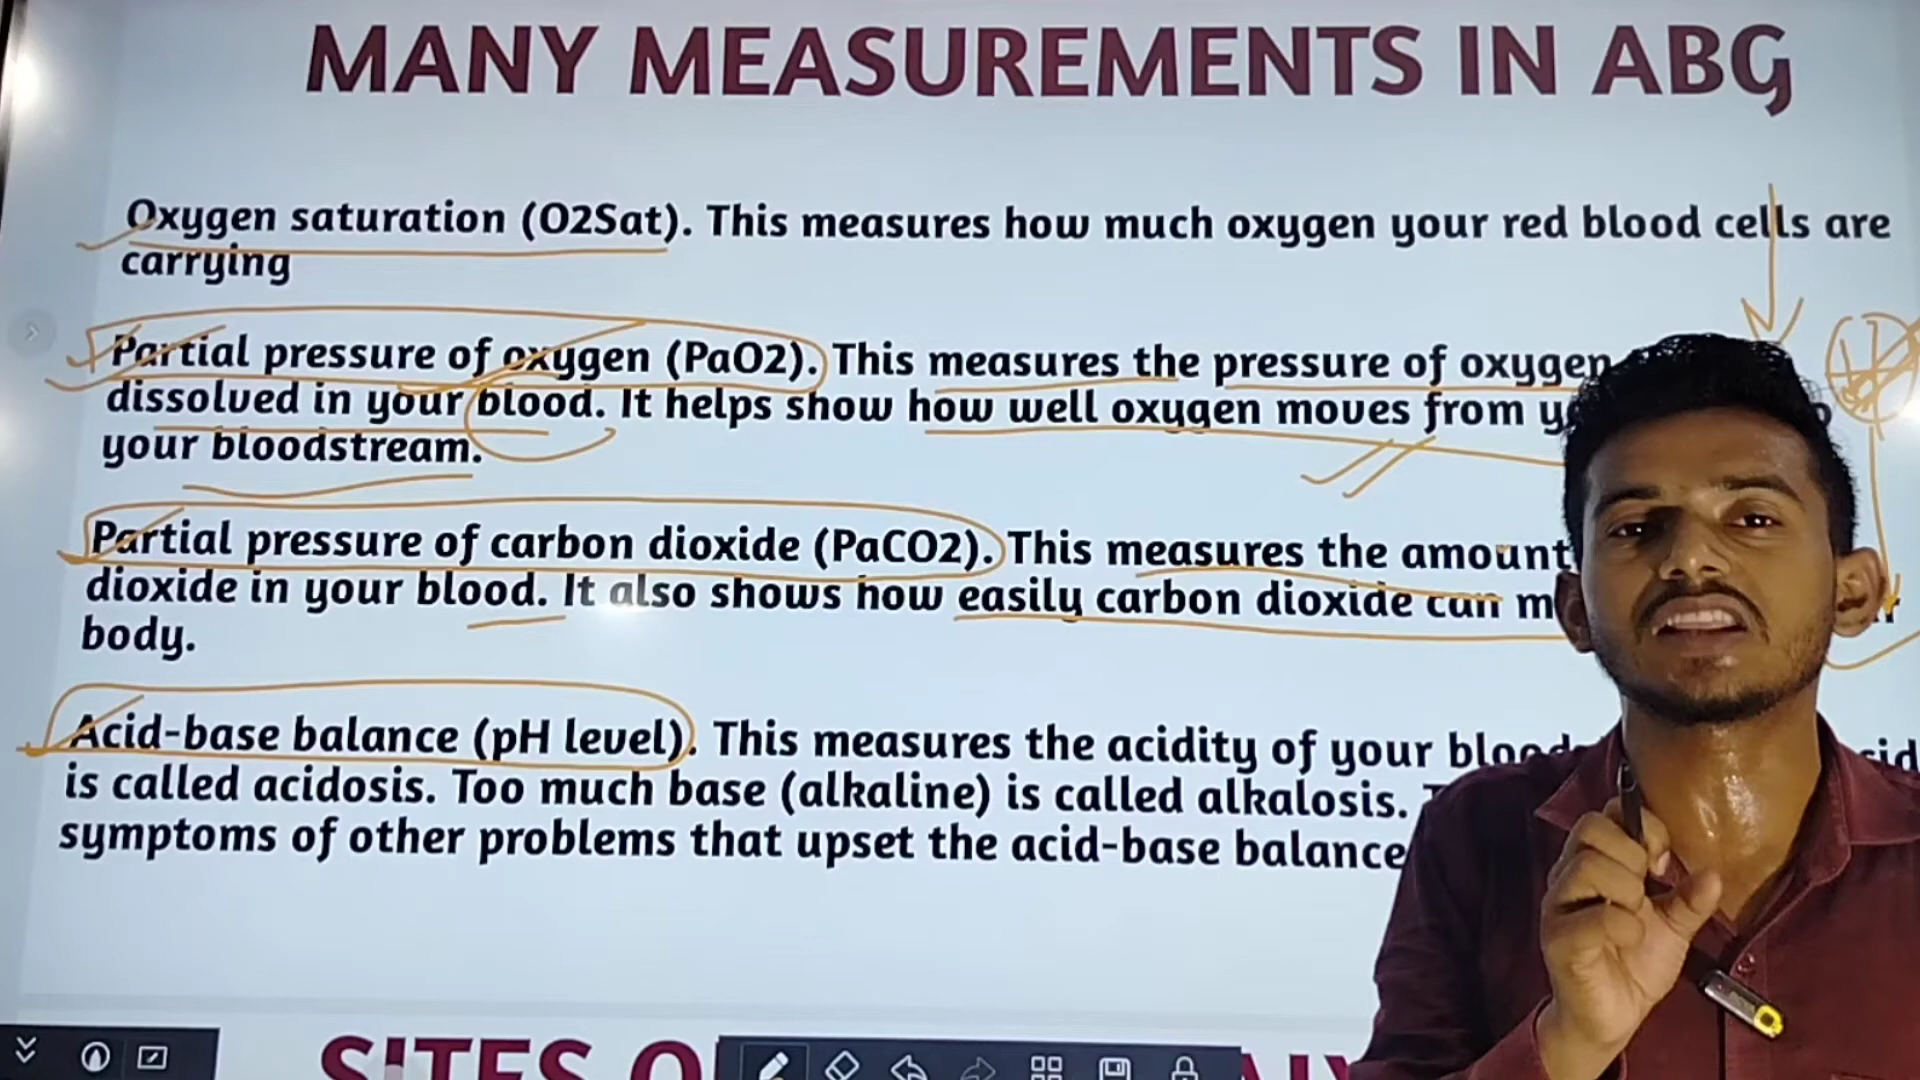 MANY MEASUREMENTS IN ABG
Oxygen saturation (O2Sat). This measures how much oxygen your red blood cells are
carrying
Partial pressure of oxygen (PaO2). This measures the pressure of oxygen
dissolved in your blood. It helps show how well oxygen moves from
your bloodstream.
Partial pressure of carbon dioxide (PaCO2). This measures the amount
dioxide in your blood. It also shows how easily carbon dioxide can
body.
Acid-base balance (pH level). This measures the acidity of your blood
is called acidosis. Too much base (alkaline) is called alkalosis.
symptoms of other problems that upset the acid-base balance
SITES